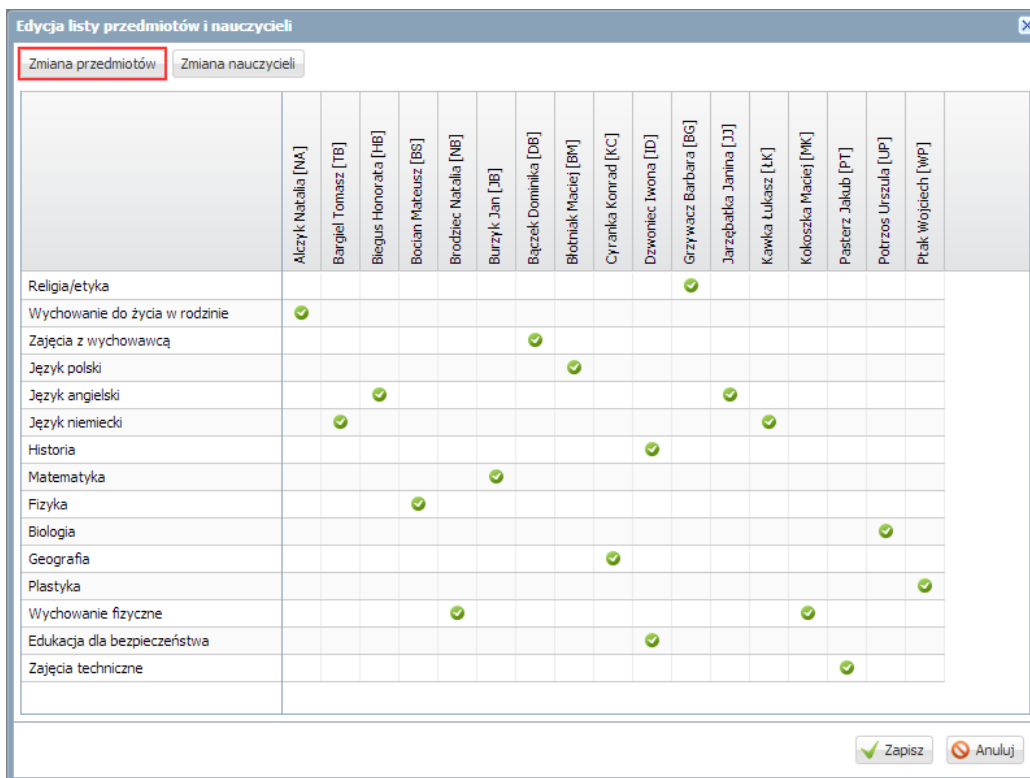 Edycja listy przedmiotów i nauczycieli
Zmiana przedmiotów
Zmiana nauczycieli
Alczyk Natalia [NA]
Bargiel Tomasz [TB]
Biegus Honorata [HB]
Bocian Mateusz [BS]
Brodziec Natalia [NB]
Burzyk Jan [JB]
Bączek Dominika [DB]
Błotniak Maciej [BM]
Cyranka Konrad [KC]
Dzwoniec Iwona [ID]
Grzywacz Barbara [BG]
Jarzębatka Janina [JJ]
Kawka Łukasz [ŁK]
Kokoszka Maciej [MK]
Pasterz Jakub [PT]
Potrzos Urszula [UP]
Ptak Wojciech [WP]
Religia/etyka
Wychowanie do życia w rodzinie
Zajęcia z wychowawcą
Język polski
Język angielski
Język niemiecki
Historia
Matematyka
Fizyka
Biologia
Geografia
Plastyka
Wychowanie fizyczne
Edukacja dla bezpieczeństwa
Zajęcia techniczne
Zapisz
Anuluj